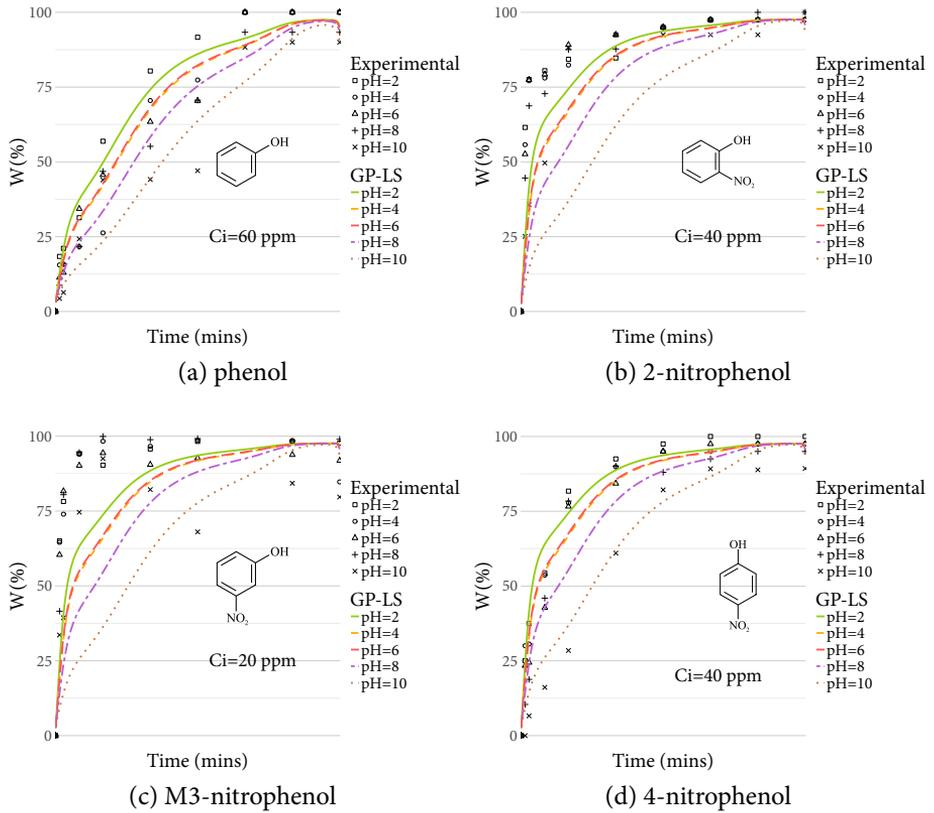 100
75
50
25
0
W (%)
OH
Ci=60 ppm
Time (mins)
Experimental
pH=2
pH=4
pH=6
pH=8
pH=10
GP-LS
pH=2
pH=4
pH=6
pH=8
pH=10
(a) phenol
100
75
50
25
0
W (%)
OH
NO2
Ci=40 ppm
Time (mins)
Experimental
pH=2
pH=4
pH=6
pH=8
pH=10
GP-LS
pH=2
pH=4
pH=6
pH=8
pH=10
(b) 2-nitrophenol
100
75
50
25
0
W (%)
OH
NO2
Ci=20 ppm
Time (mins)
Experimental
pH=2
pH=4
pH=6
pH=8
pH=10
GP-LS
pH=2
pH=4
pH=6
pH=8
pH=10
(c) M3-nitrophenol
100
75
50
25
0
W (%)
OH
NO2
Ci=40 ppm
Time (mins)
Experimental
pH=2
pH=4
pH=6
pH=8
pH=10
GP-LS
pH=2
pH=4
pH=6
pH=8
pH=10
(d) 4-nitrophenol